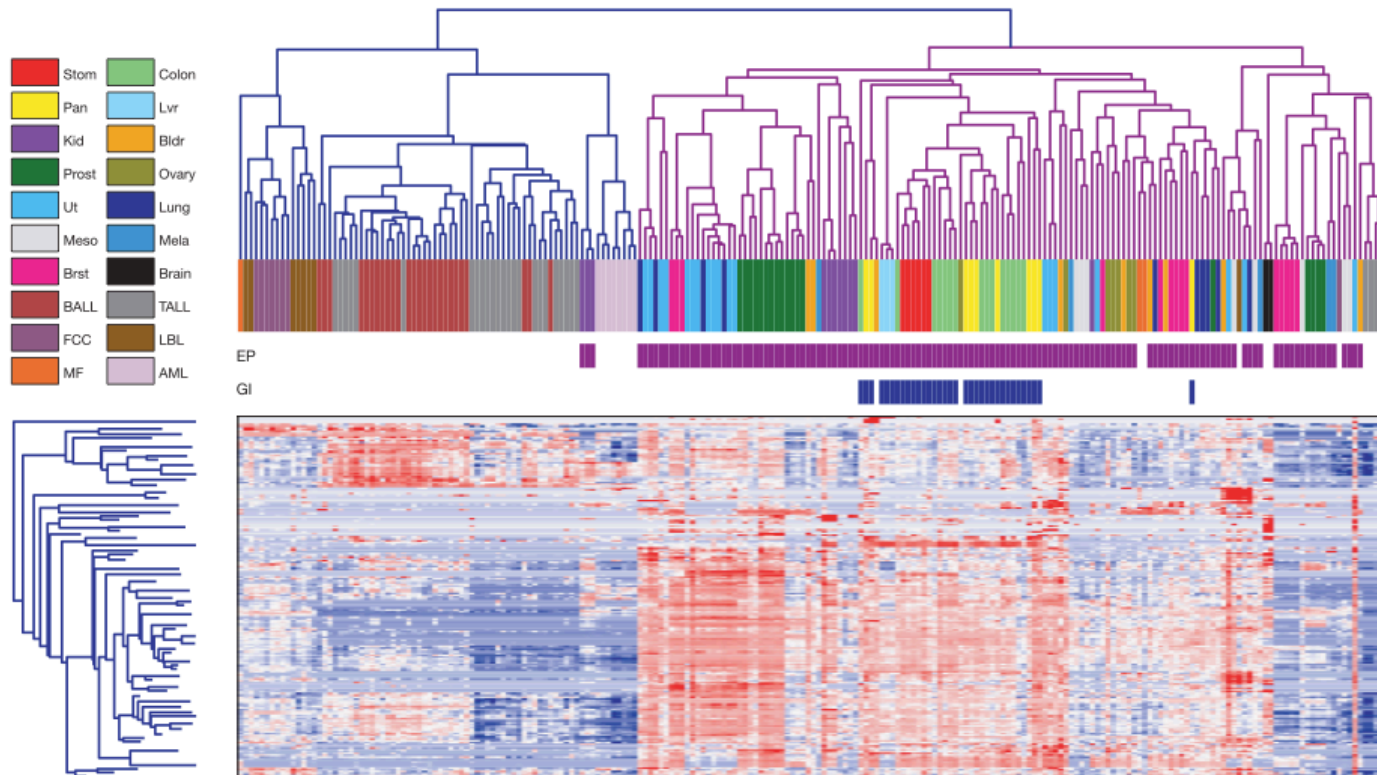 Stom Colon
Pan Lvr
Kid Bldr
Prost Ovary
Ut Lung
Meso Mela
Brst Brain
BALL TALL
FCC LBL
MF AML
EP
GI